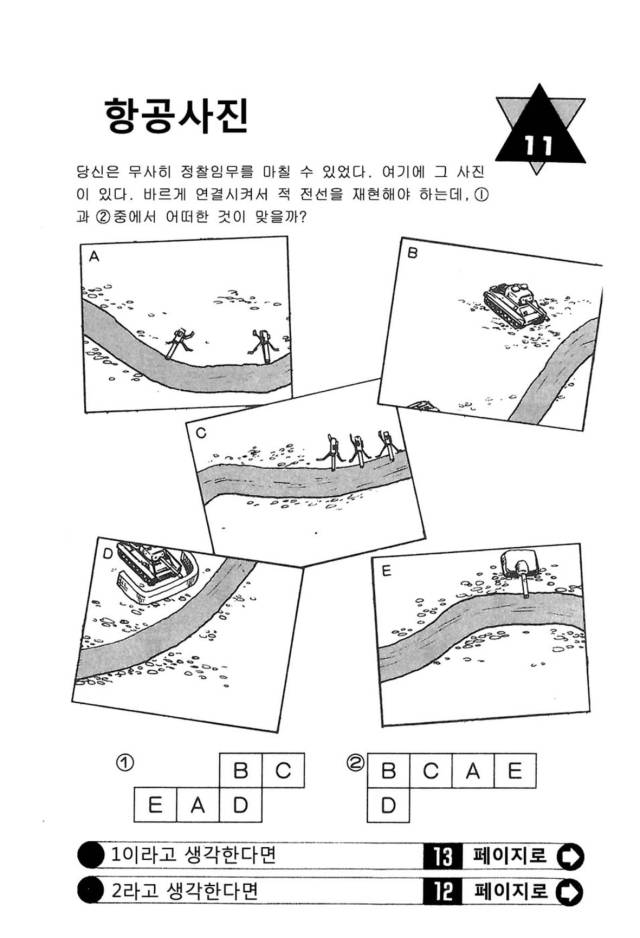 항공사진
11
당신은 무사히 정찰임무를 마칠 수 있었다. 여기에 그 사진
이 있다. 바르게 연결시켜서 적 전선을 재현해야 하는데, ①
과 ②중에서 어떠한 것이 맞을까?
A
B
C
D
E
①
B C
E A D
②
B C A E
D
1이라고 생각한다면 13 페이지로
2라고 생각한다면 12 페이지로